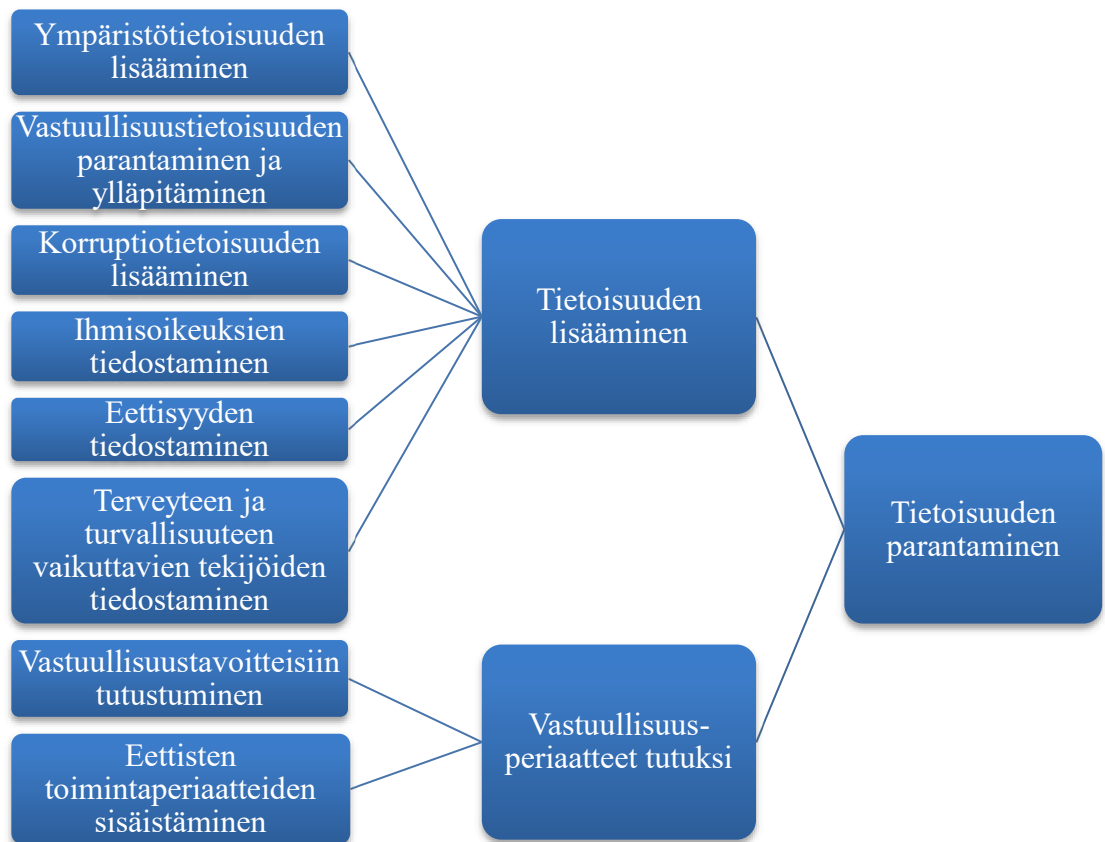 Ympäristötietoisuuden
lisääminen
Vastuullisuustietoisuuden
parantaminen ja
ylläpitäminen
Korruptiotietoisuuden
lisääminen
Ihmisoikeuksien
tiedostaminen
Eettisyyden
tiedostaminen
Terveyteen ja
turvallisuuteen
vaikuttavien tekijöiden
tiedostaminen
Vastuullisuustavoitteisiin
tutustuminen
Eettisten
toimintaperiaatteiden
sisäistäminen
Tietoisuuden
lisääminen
Vastuullisuus-
periaatteet tutuksi
Tietoisuuden
parantaminen